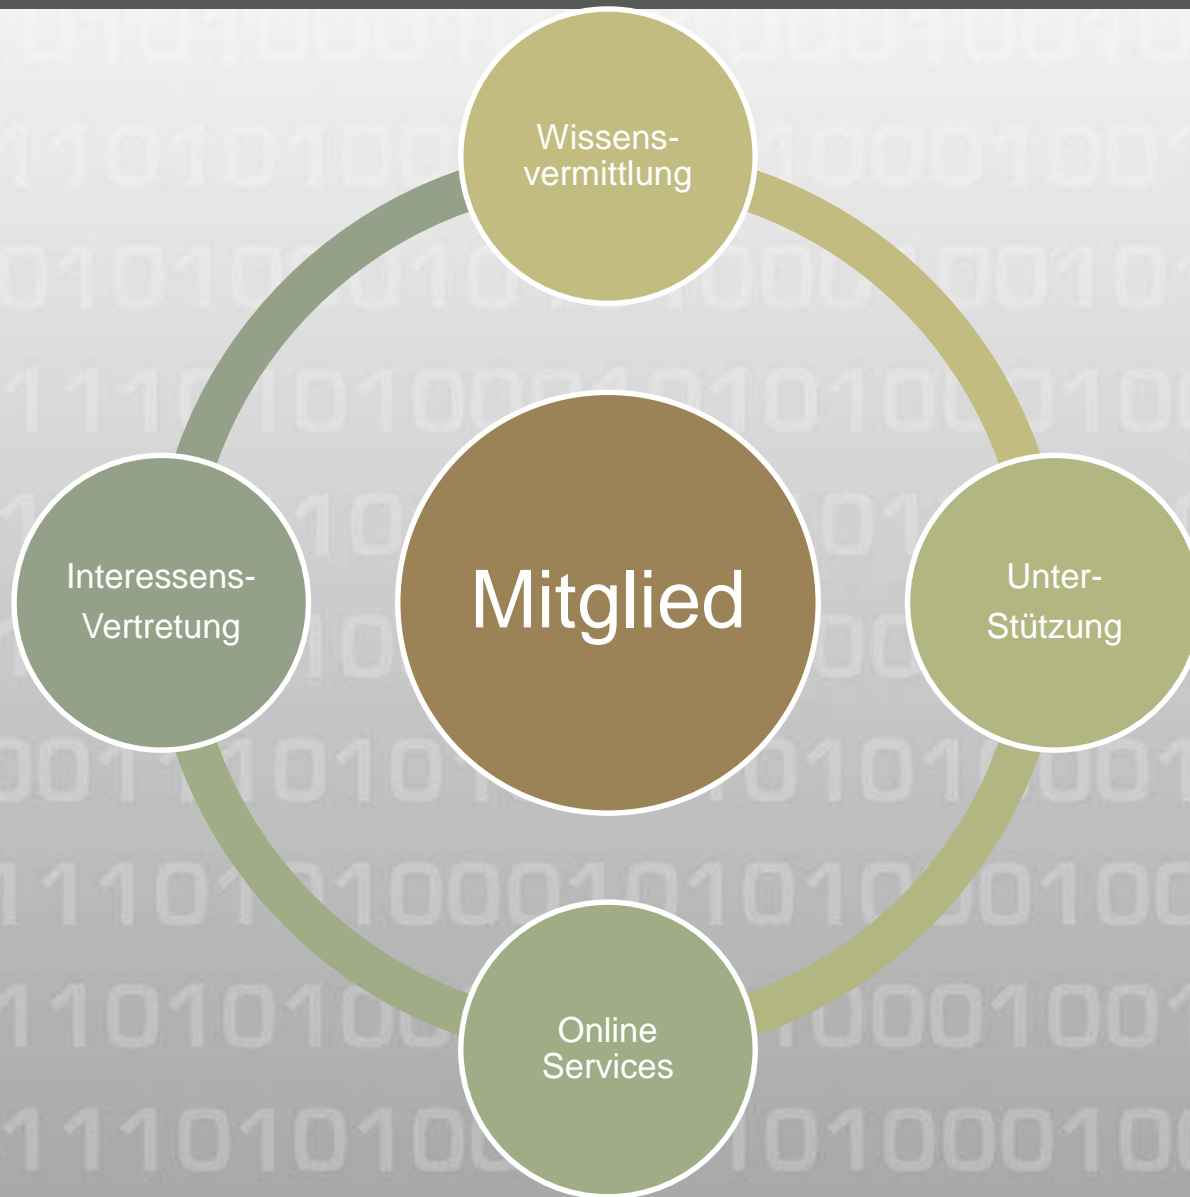 Wissens-
vermittlung
Interessens-
Vertretung
Mitglied
Unter-
Stützung
Online
Services